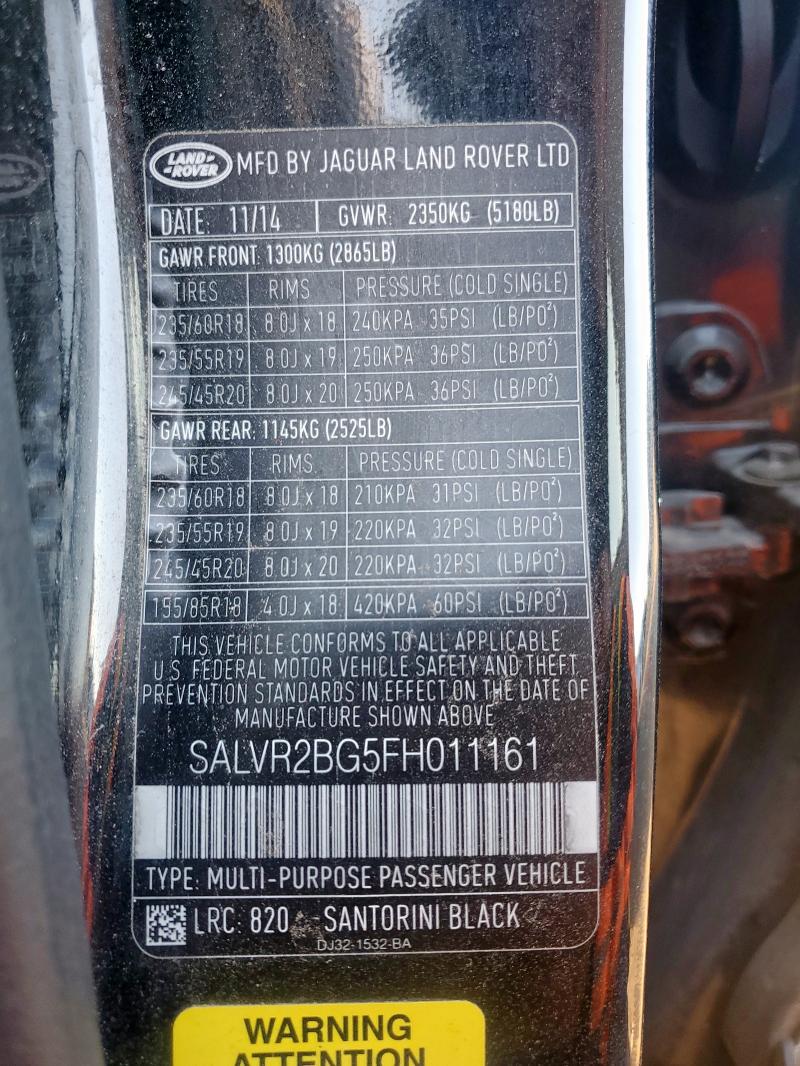 LAND ROVER MFD BY JAGUAR LAND ROVER LTD
DATE: 11/14 GVWR: 2350KG (5180LB)
GAWR FRONT: 1300KG (2865LB)
TIRES RIMS PRESSURE (COLD SINGLE)
235/60R18 8.0J x 18 240KPA 35PSI (LB/PO²)
235/55R19 8.0J x 19 250KPA 36PSI (LB/PO²)
245/45R20 8.0J x 20 250KPA 36PSI (LB/PO²)
GAWR REAR: 1145KG (2525LB)
TIRES RIMS PRESSURE (COLD SINGLE)
235/60R18 8.0J x 18 210KPA 31PSI (LB/PO²)
235/55R19 8.0J x 19 220KPA 32PSI (LB/PO²)
245/45R20 8.0J x 20 220KPA 32PSI (LB/PO²)
155/85R18 4.0J x 18 420KPA 60PSI (LB/PO²)
THIS VEHICLE CONFORMS TO ALL APPLICABLE
U.S. FEDERAL MOTOR VEHICLE SAFETY AND THEFT
PREVENTION STANDARDS IN EFFECT ON THE DATE OF
MANUFACTURE SHOWN ABOVE
SALVR2BG5FH011161
TYPE: MULTI-PURPOSE PASSENGER VEHICLE
LRC: 820 SANTORINI BLACK
DJ32-1532-BA
WARNING
ATTENTION